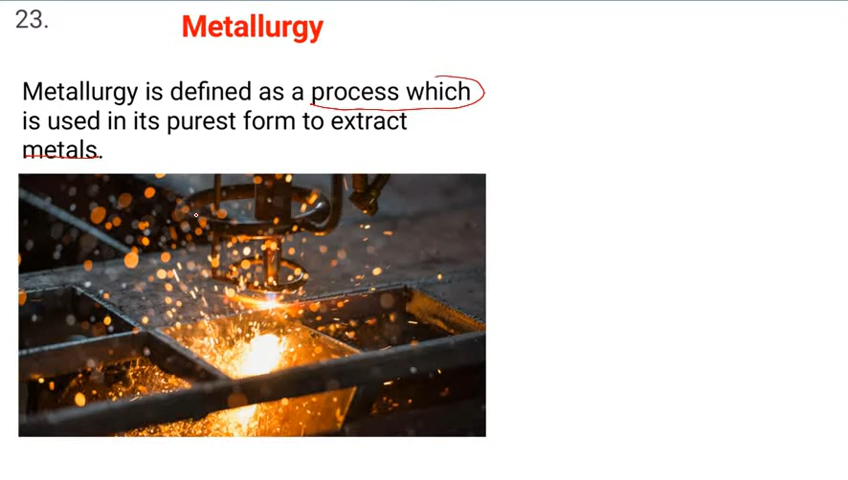 23.
Metallurgy
Metallurgy is defined as a process which
is used in its purest form to extract
metals.